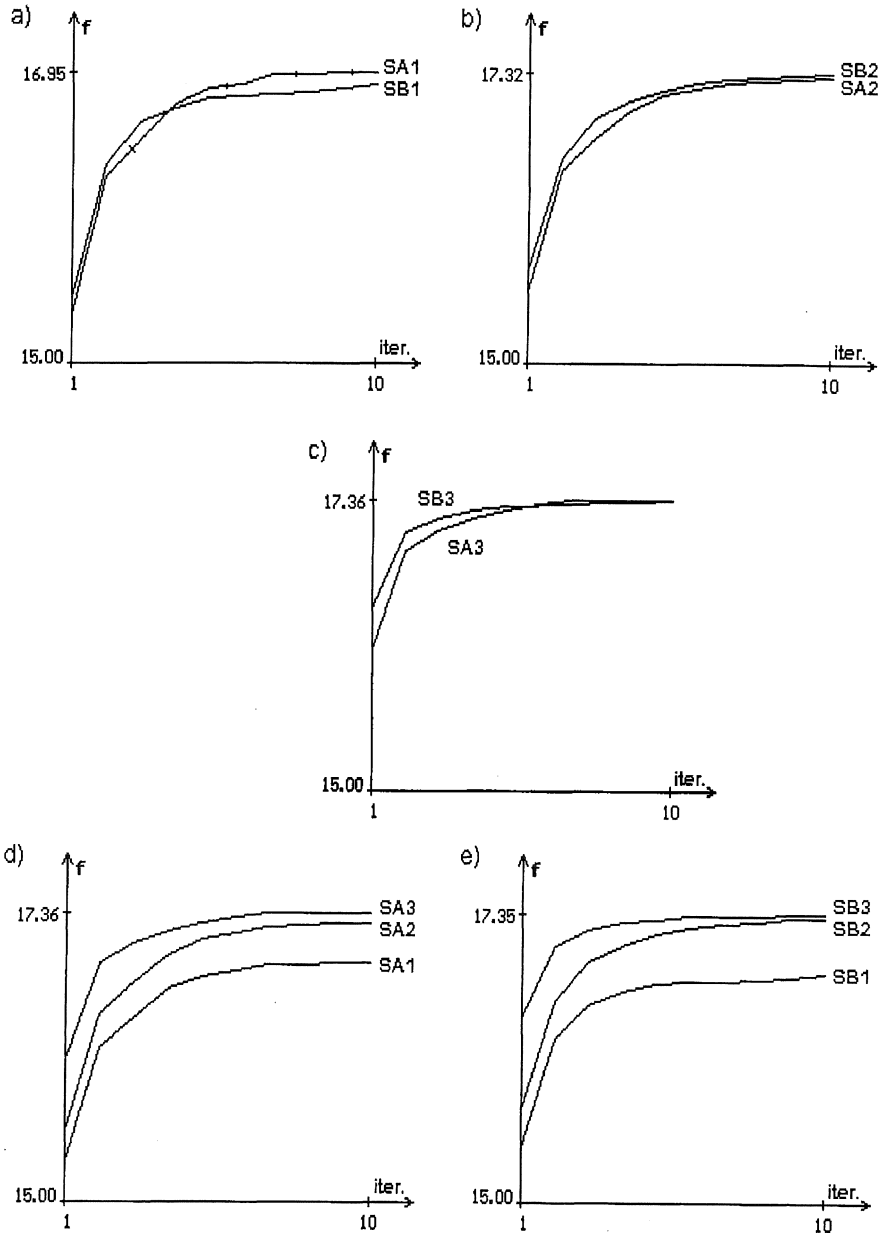 a)
f
16.95
SA1
SB1
15.00
iter.
1
10
b)
f
17.32
SB2
SA2
15.00
iter.
1
10
c)
f
17.36
SB3
SA3
15.00
iter.
1
10
d)
f
17.36
SA3
SA2
SA1
15.00
iter.
1
10
e)
f
17.35
SB3
SB2
SB1
15.00
iter.
1
10